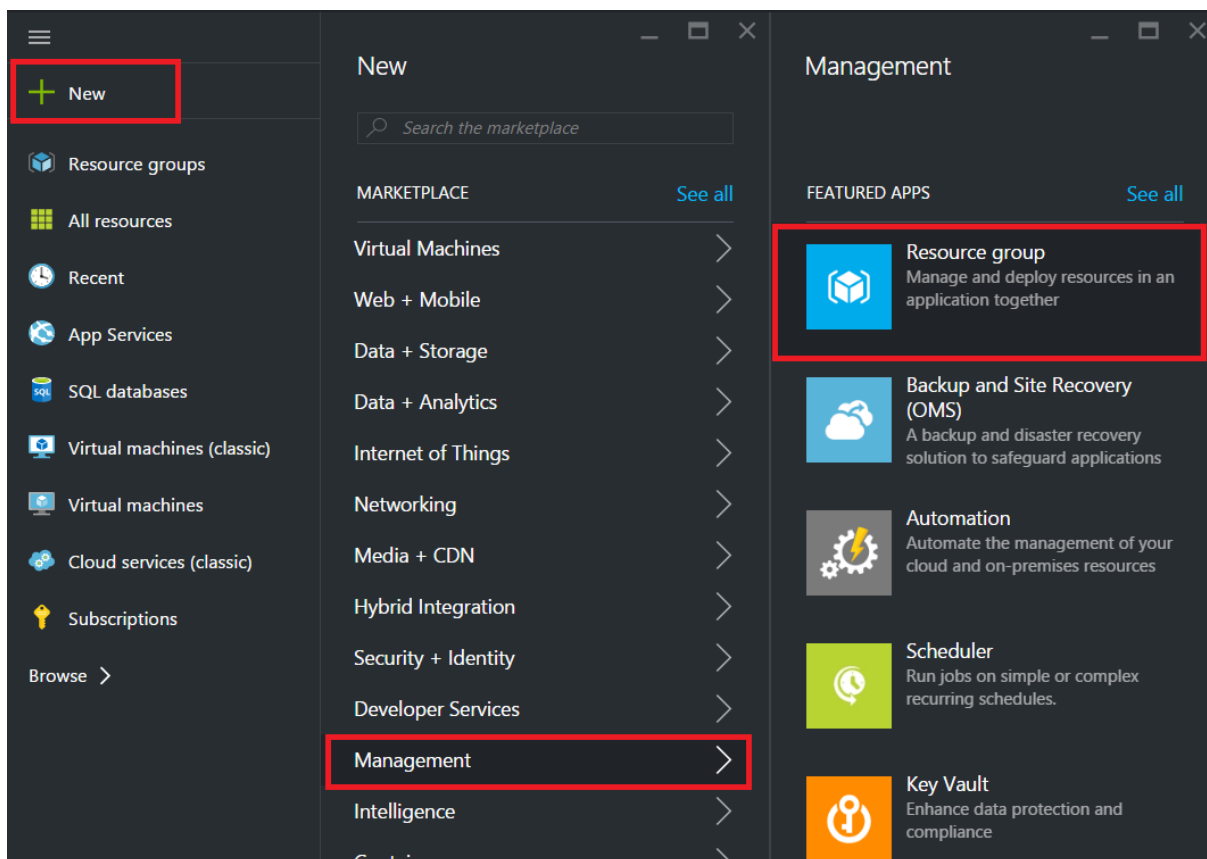 New
Resource groups
All resources
Recent
App Services
SQL
SQL databases
Virtual machines (classic)
Virtual machines
Cloud services (classic)
Subscriptions
Browse
New
Search the marketplace
MARKETPLACE
See all
Virtual Machines
Web + Mobile
Data + Storage
Data + Analytics
Internet of Things
Networking
Media + CDN
Hybrid Integration
Security + Identity
Developer Services
Management
Intelligence
Management
FEATURED APPS
See all
Resource group
Manage and deploy resources in an
application together
Backup and Site Recovery
(OMS)
A backup and disaster recovery
solution to safeguard applications
Automation
Automate the management of your
cloud and on-premises resources
Scheduler
Run jobs on simple or complex
recurring schedules.
Key Vault
Enhance data protection and
compliance